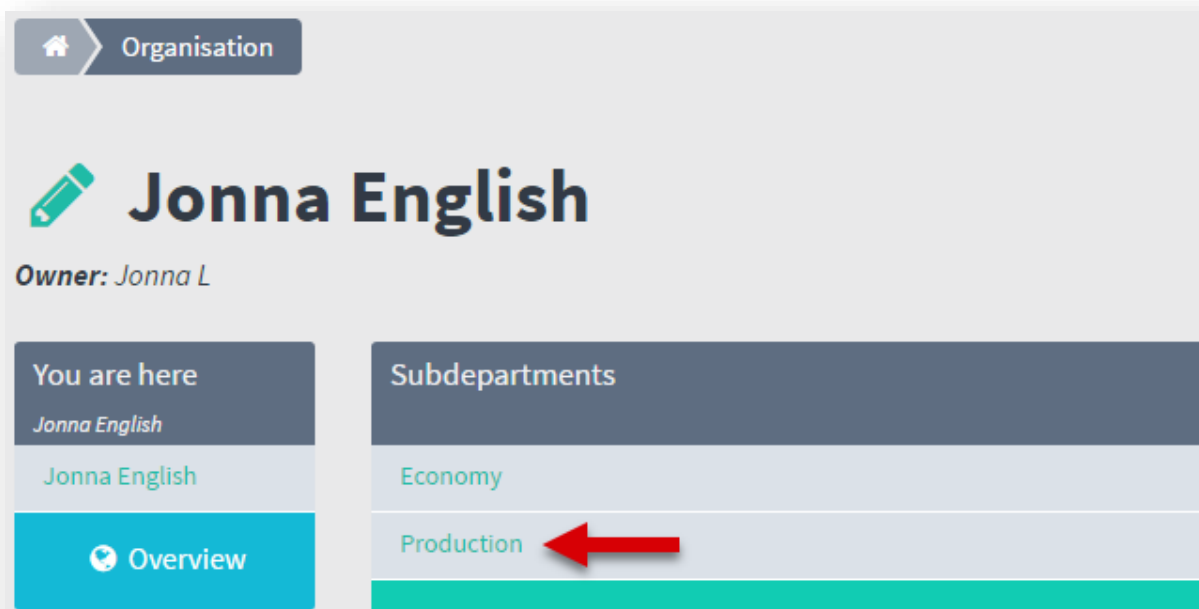 Organisation
Jonna English
Owner: Jonna L
You are here
Jonna English
Jonna English
Overview
Subdepartments
Economy
Production